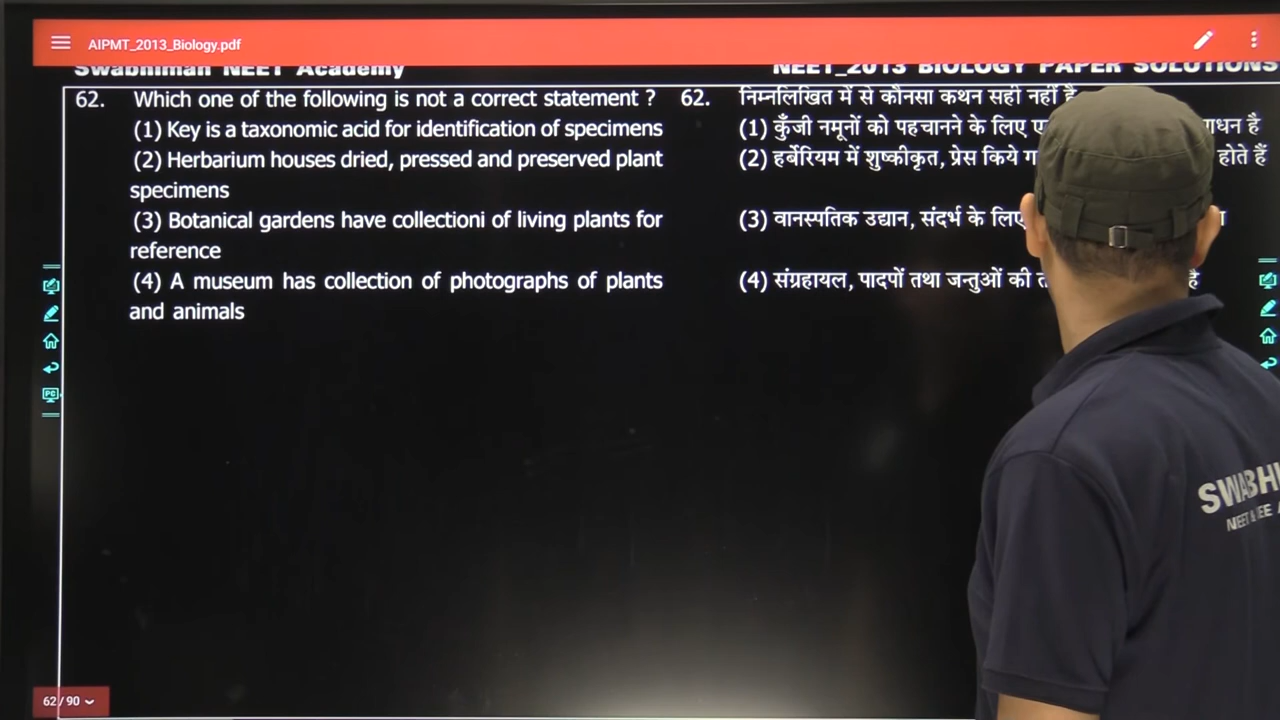 AIPMT_2013_Biology.pdf
Swabhiman NEET Academy
NEET_2013 BIOLOGY PAPER SOLUTIONS
62. Which one of the following is not a correct statement ?
(1) Key is a taxonomic acid for identification of specimens
(2) Herbarium houses dried, pressed and preserved plant
specimens
(3) Botanical gardens have collectioni of living plants for
reference
(4) A museum has collection of photographs of plants
and animals
62. निम्नलिखित में से कौनसा कथन सही नहीं है
(1) कुँजी नमूनों को पहचानने के लिए
(2) हर्बेरियम में शुष्कीकृत, प्रेस किये होते हैं
(3) वानस्पतिक उद्यान, संदर्भ के लिए
(4) संग्रहायल, पादपों तथा जन्तुओं की है
PC
62/90